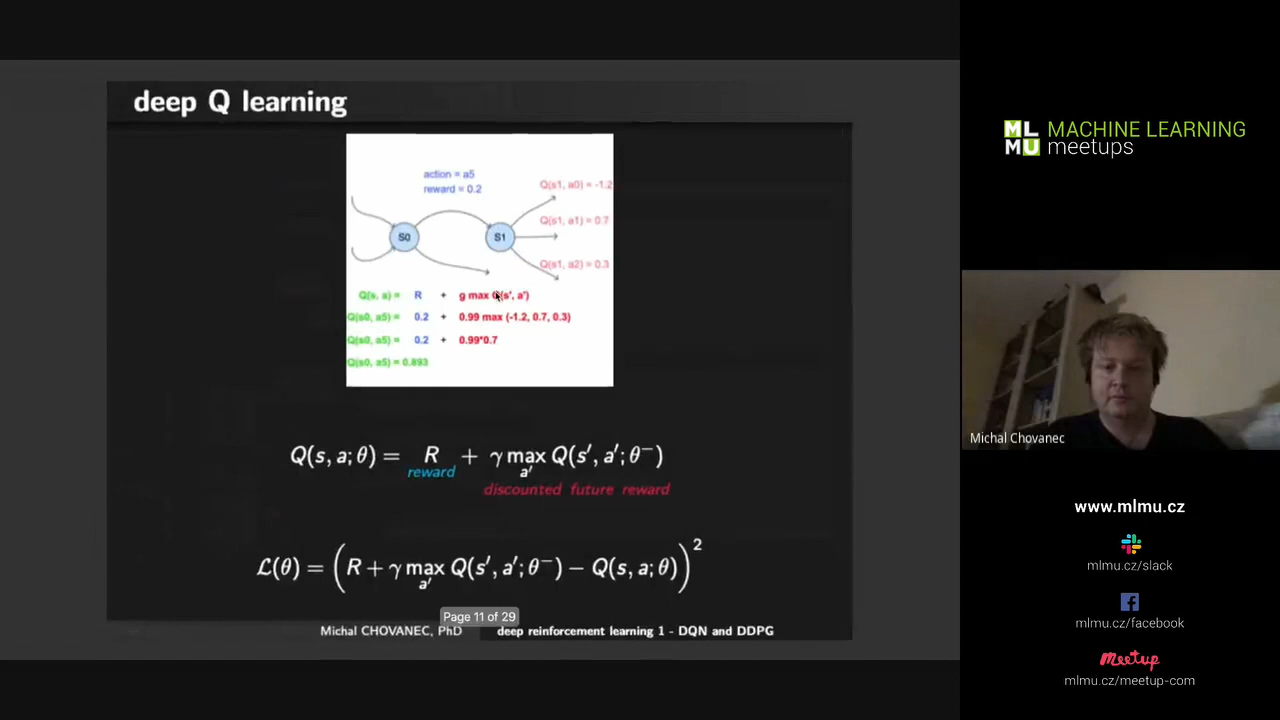 deep Q learning
action = a5
reward = 0.2
Q(s1, a0) = -1.2
Q(s1, a1) = 0.7
Q(s1, a2) = 0.3
S0
S1
Q(s, a) = R + g max Q(s', a')
Q(s0, a5) = 0.2 + 0.99 max (-1.2, 0.7, 0.3)
Q(s0, a5) = 0.2 + 0.99*0.7
Q(s0, a5) = 0.893
Q(s, a; θ) = R + γ max Q(s′, a′; θ⁻)
reward
a′
discounted future reward
L(θ) = (R + γ max Q(s′, a′; θ⁻) − Q(s, a; θ))²
a′
Page 11 of 29
Michal CHOVANEC, PhD
deep reinforcement learning 1 - DQN and DDPG
ML MU
MACHINE LEARNING
meetups
Michal Chovanec
www.mlmu.cz
mlmu.cz/slack
mlmu.cz/facebook
Meetup
mlmu.cz/meetup-com